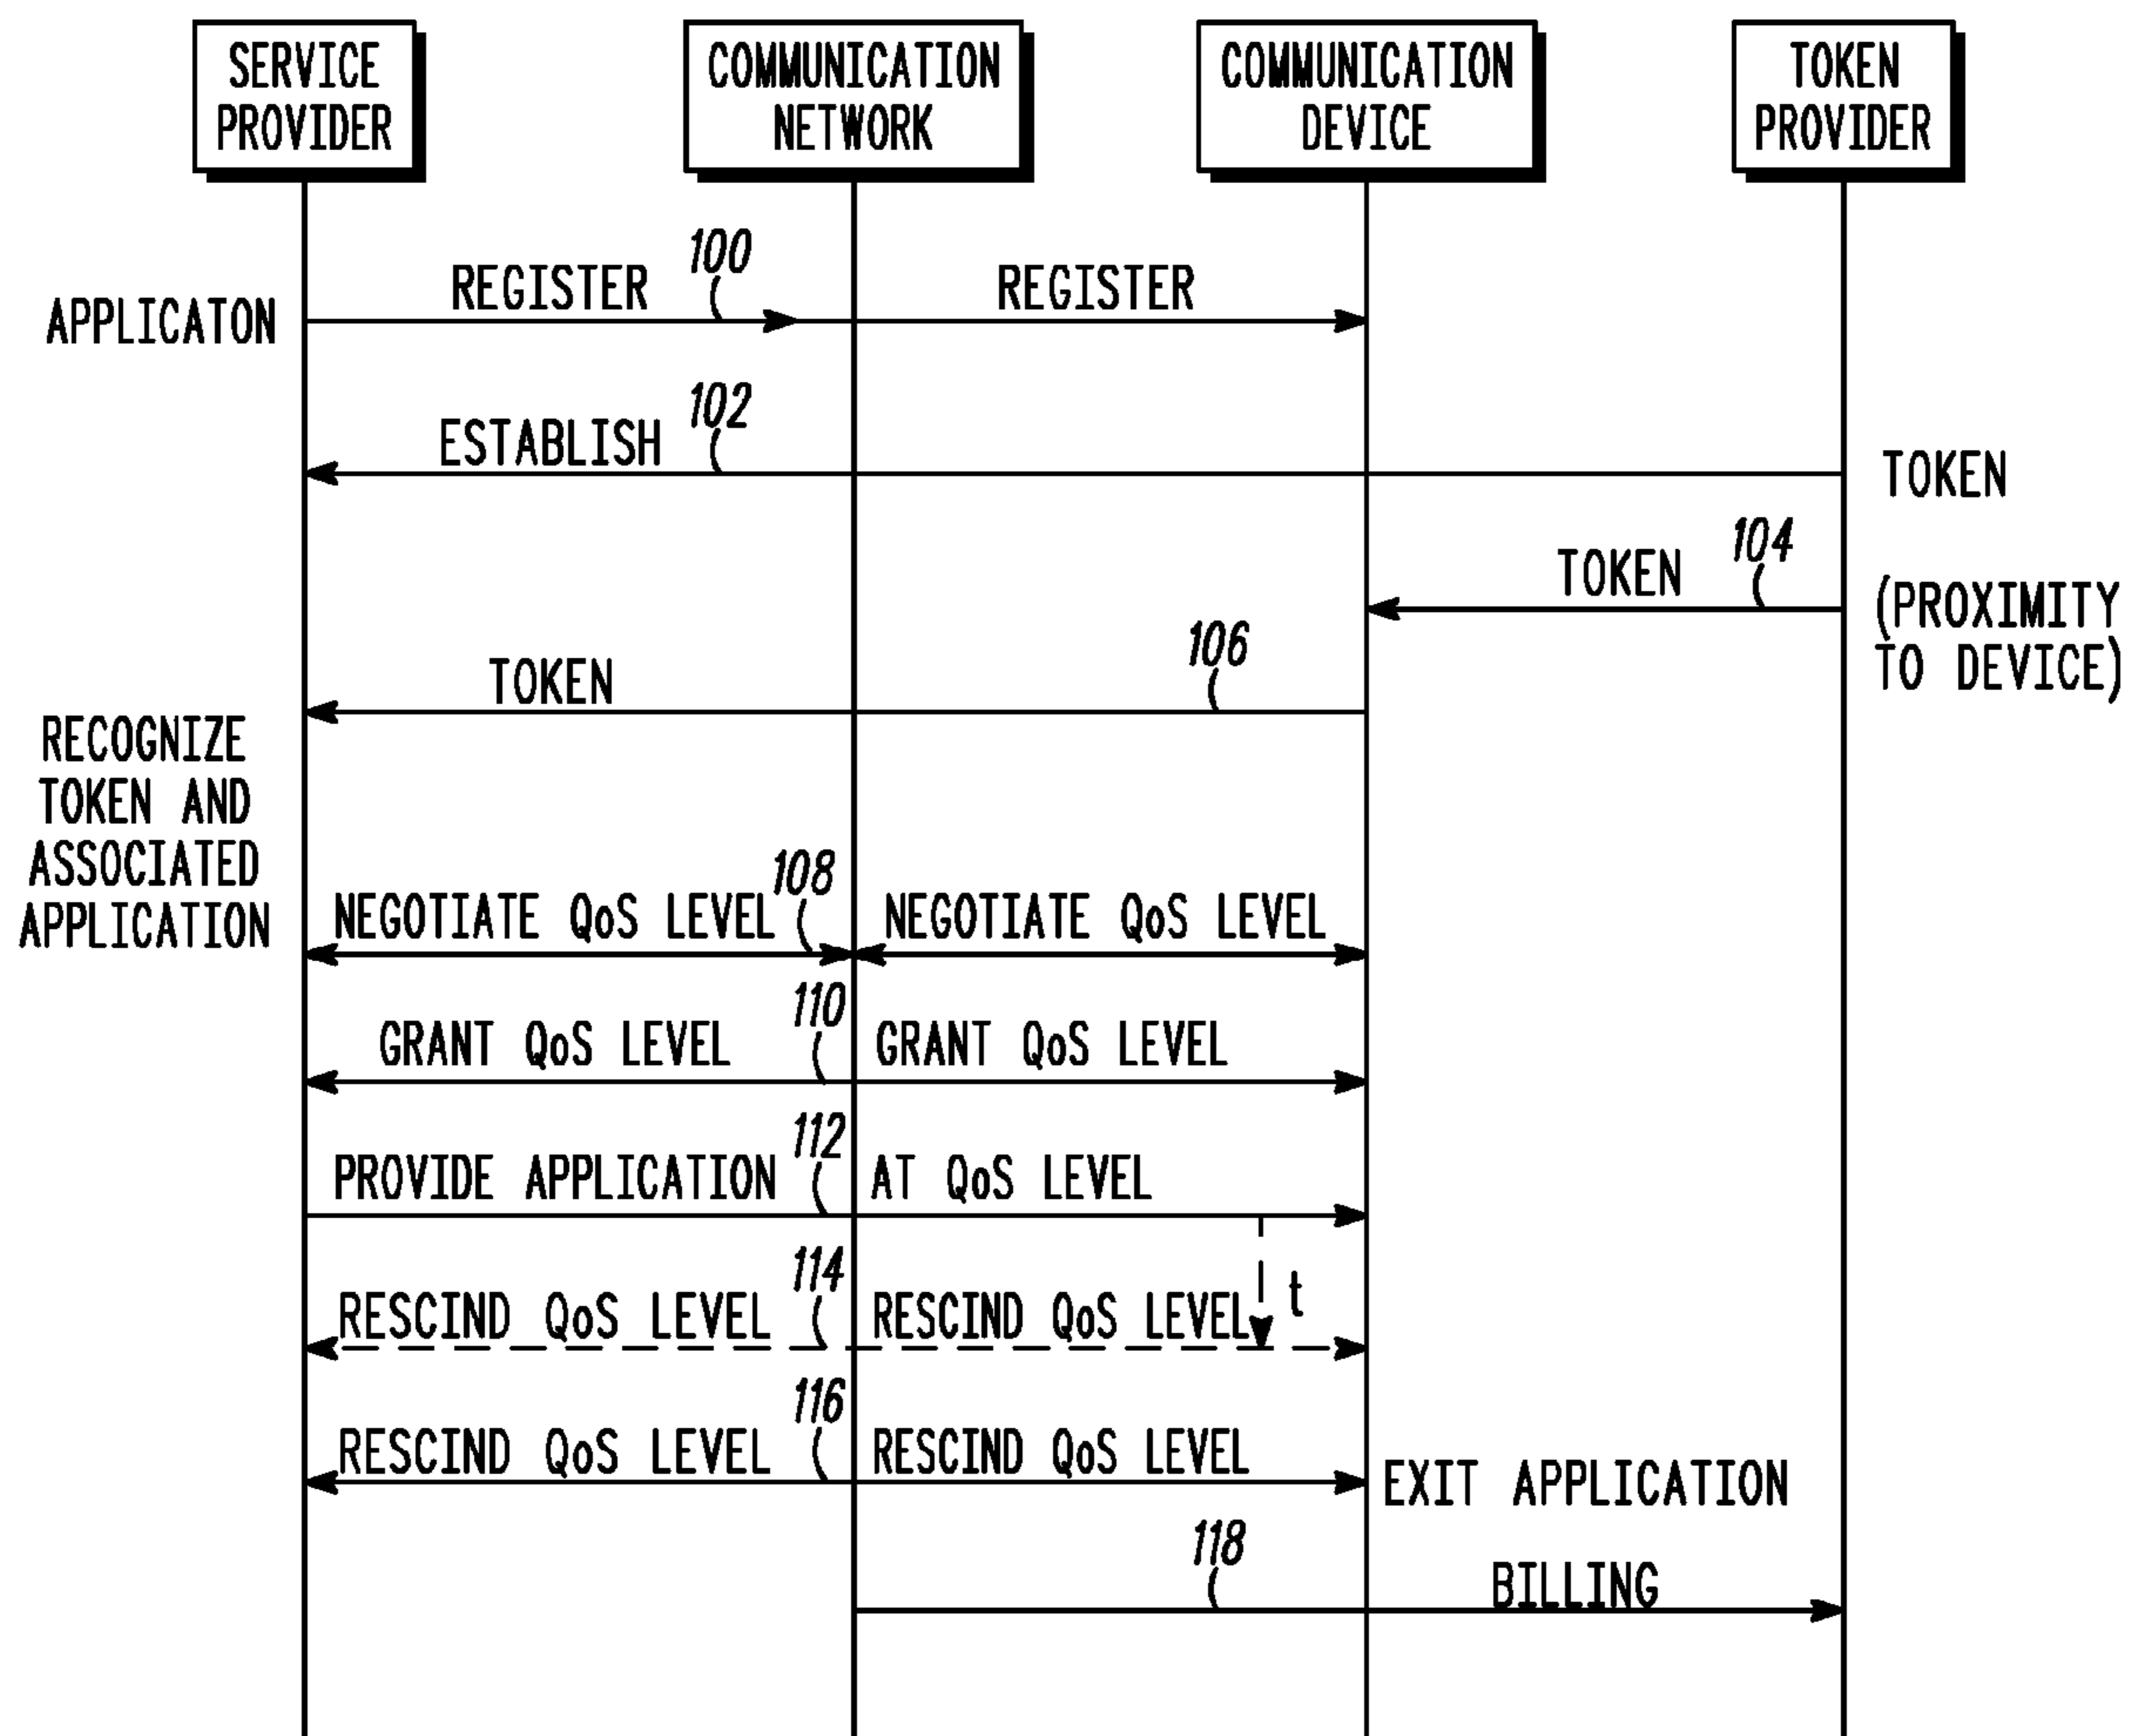 SERVICE
PROVIDER
COMMUNICATION
NETWORK
COMMUNICATION
DEVICE
TOKEN
PROVIDER
100
REGISTER
REGISTER
APPLICATON
102
ESTABLISH
TOKEN
104
TOKEN
(PROXIMITY
TO DEVICE)
106
TOKEN
RECOGNIZE
TOKEN AND
ASSOCIATED
APPLICATION
108
NEGOTIATE QoS LEVEL
NEGOTIATE QoS LEVEL
110
GRANT QoS LEVEL
GRANT QoS LEVEL
112
PROVIDE APPLICATION
AT QoS LEVEL
114
t
RESCIND QoS LEVEL
RESCIND QoS LEVEL
116
RESCIND QoS LEVEL
RESCIND QoS LEVEL
EXIT APPLICATION
118
BILLING